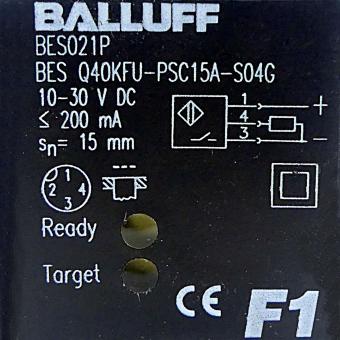 BALLUFF
BES021P
BES Q40KFU-PSC15A-S04G
10-30 V DC
≤ 200 mA
sn= 15 mm
1 +
4
3 −
1
2 4
3
Ready
Target
CE F1